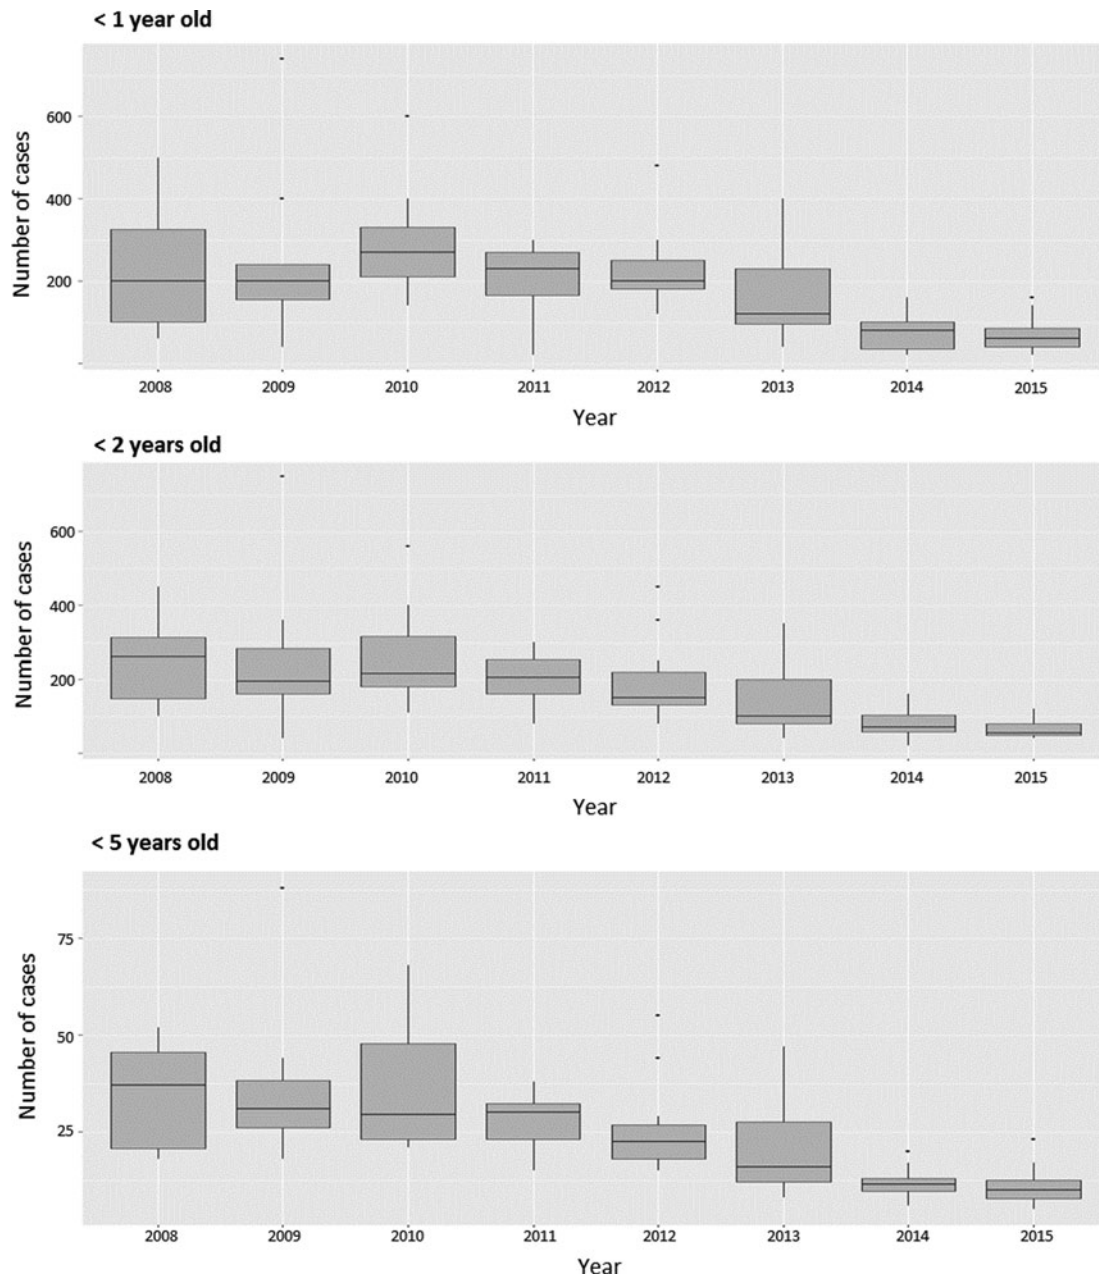 < 1 year old
Number of cases
600
400
200
2008 2009 2010 2011 2012 2013 2014 2015
Year
< 2 years old
Number of cases
600
400
200
2008 2009 2010 2011 2012 2013 2014 2015
Year
< 5 years old
Number of cases
75
50
25
2008 2009 2010 2011 2012 2013 2014 2015
Year